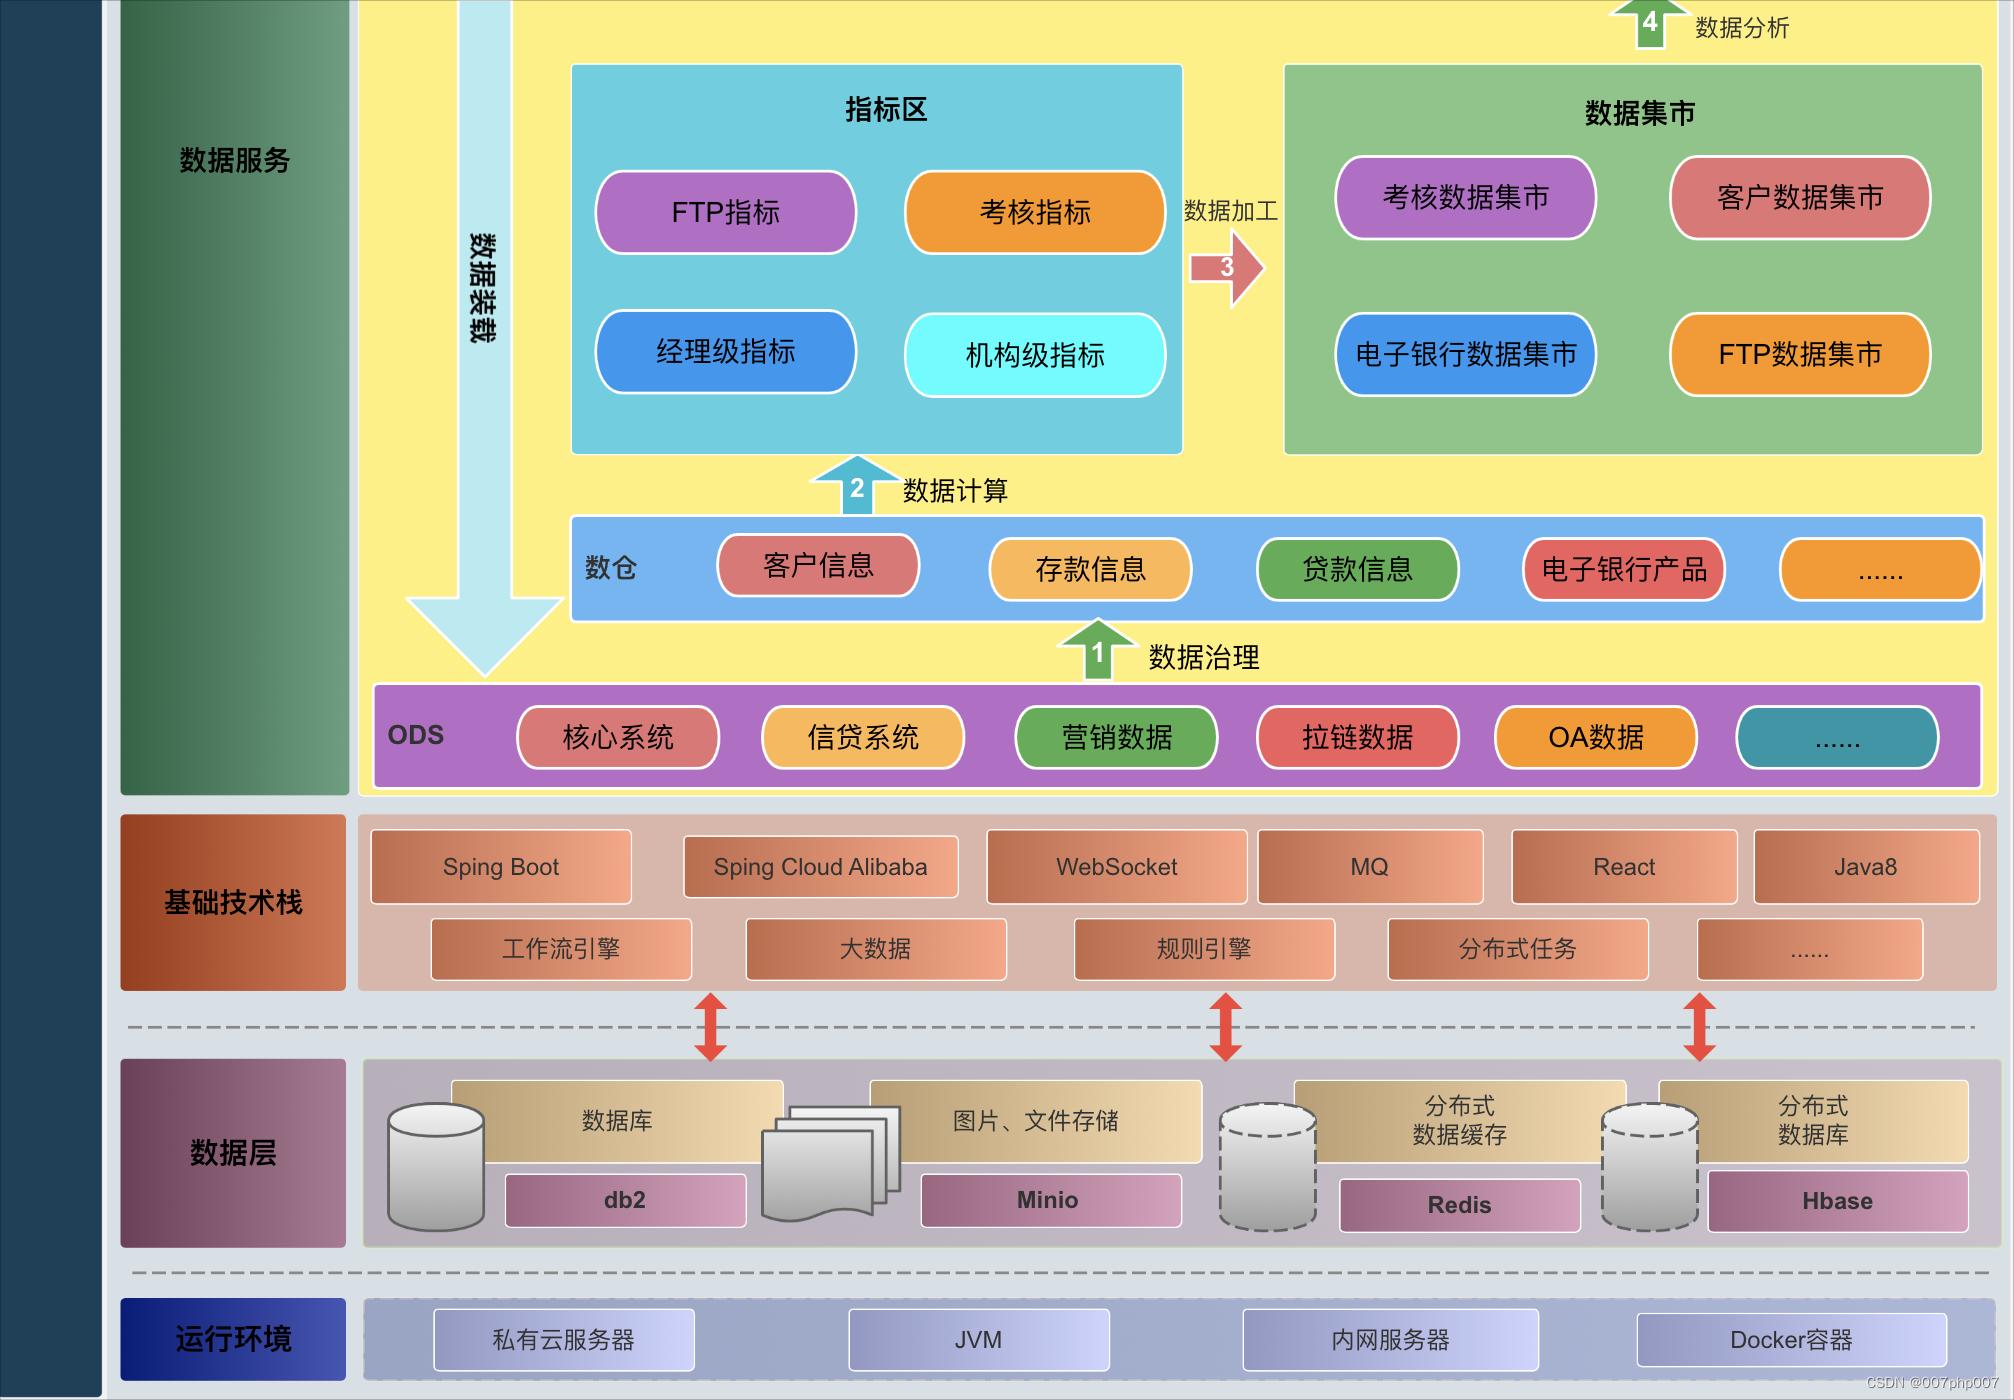 4
数据分析
数据服务
数据装载
指标区
FTP指标
考核指标
经理级指标
机构级指标
数据加工
3
数据集市
考核数据集市
客户数据集市
电子银行数据集市
FTP数据集市
2
数据计算
数仓
客户信息
存款信息
贷款信息
电子银行产品
......
1
数据治理
ODS
核心系统
信贷系统
营销数据
拉链数据
OA数据
......
基础技术栈
Sping Boot
Sping Cloud Alibaba
WebSocket
MQ
React
Java8
工作流引擎
大数据
规则引擎
分布式任务
......
数据层
数据库
db2
图片、文件存储
Minio
分布式
数据缓存
Redis
分布式
数据库
Hbase
运行环境
私有云服务器
JVM
内网服务器
Docker容器
CSDN @007php007